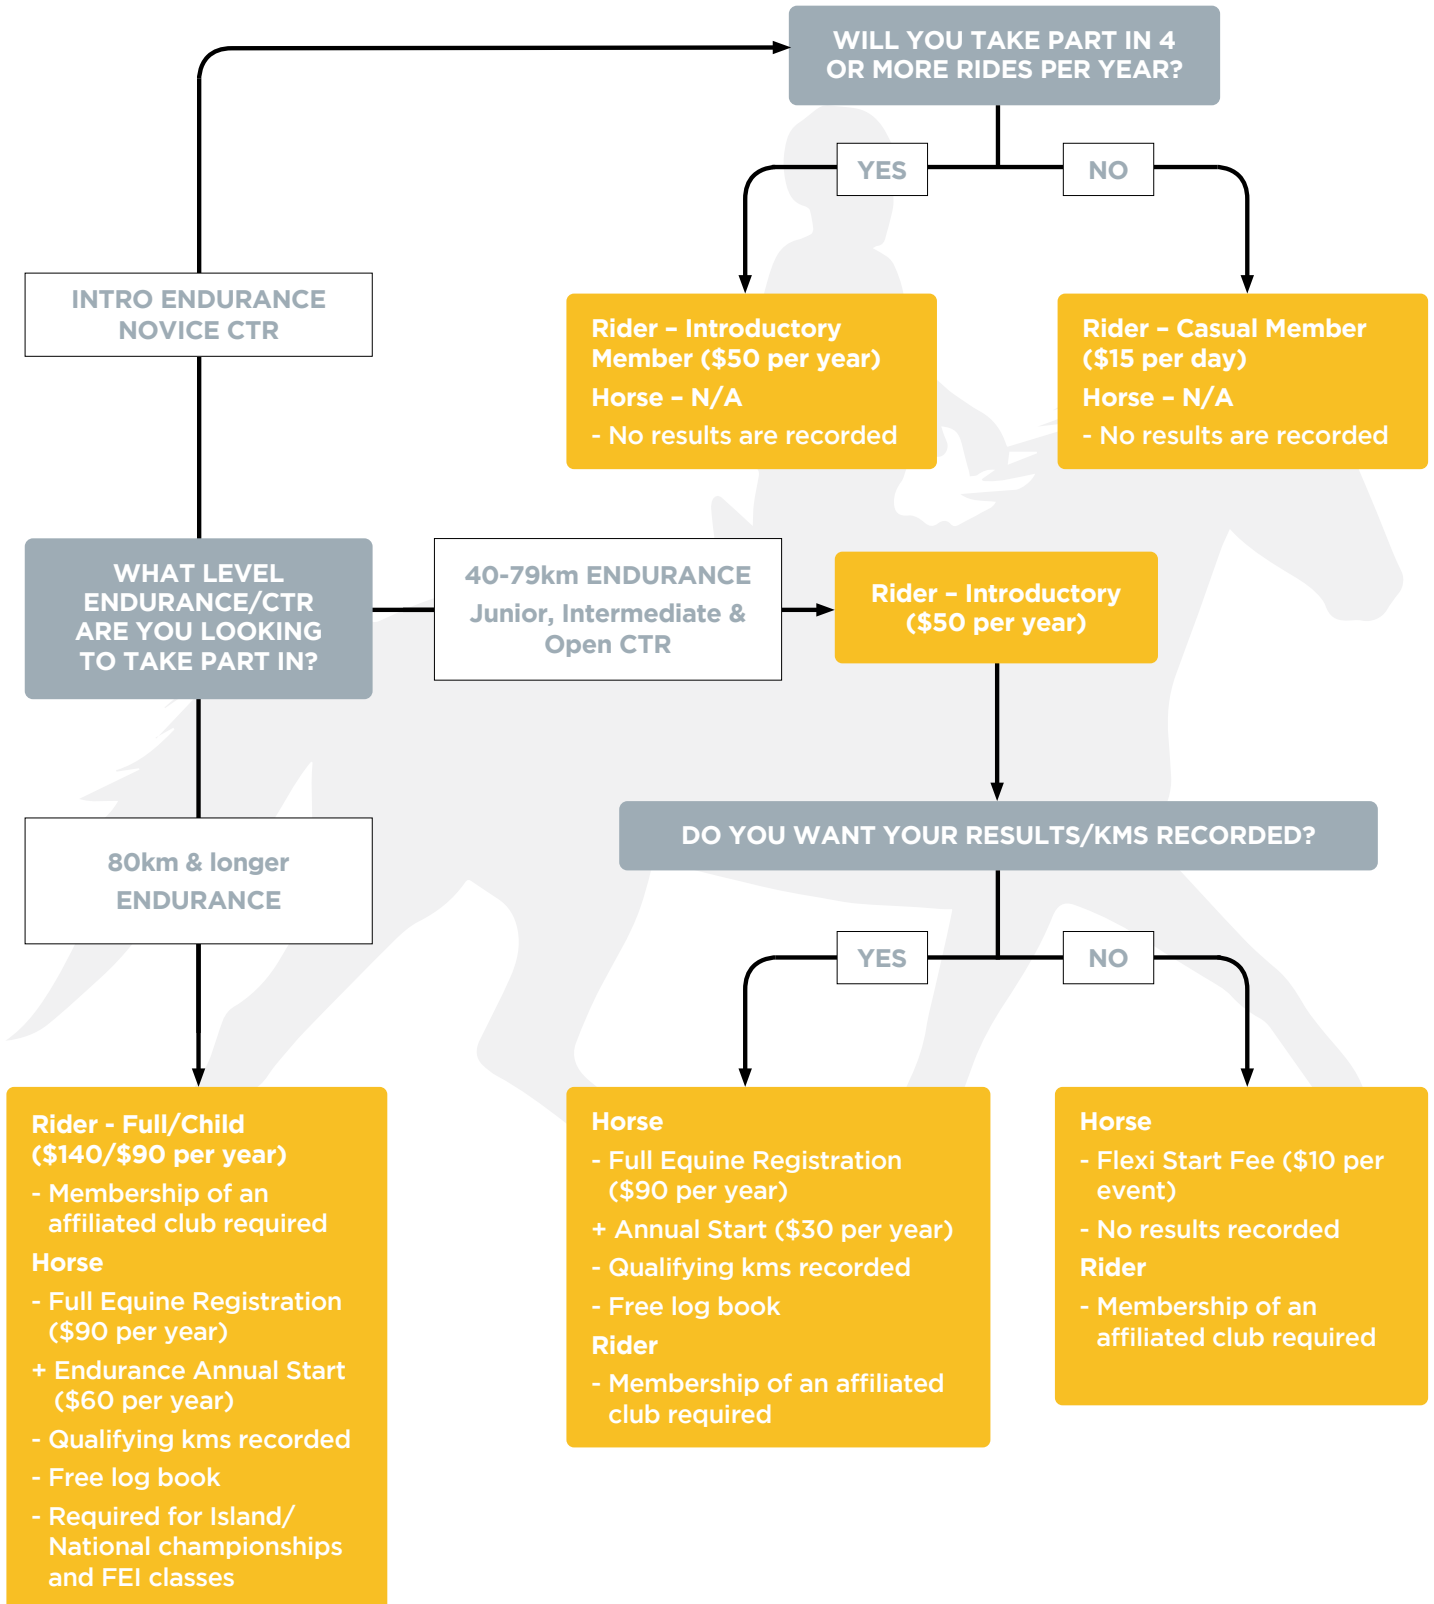 WILL YOU TAKE PART IN 4
OR MORE RIDES PER YEAR?
YES
NO
INTRO ENDURANCE
NOVICE CTR
Rider – Introductory
Member ($50 per year)
Horse – N/A
- No results are recorded
Rider – Casual Member
($15 per day)
Horse – N/A
- No results are recorded
WHAT LEVEL
ENDURANCE/CTR
ARE YOU LOOKING
TO TAKE PART IN?
40-79km ENDURANCE
Junior, Intermediate &
Open CTR
Rider – Introductory
($50 per year)
DO YOU WANT YOUR RESULTS/KMS RECORDED?
80km & longer
ENDURANCE
YES
NO
Rider - Full/Child
($140/$90 per year)
- Membership of an
affiliated club required
Horse
- Full Equine Registration
($90 per year)
+ Endurance Annual Start
($60 per year)
- Qualifying kms recorded
- Free log book
- Required for Island/
National championships
and FEI classes
Horse
- Full Equine Registration
($90 per year)
+ Annual Start ($30 per year)
- Qualifying kms recorded
- Free log book
Rider
- Membership of an affiliated
club required
Horse
- Flexi Start Fee ($10 per
event)
- No results recorded
Rider
- Membership of an
affiliated club required